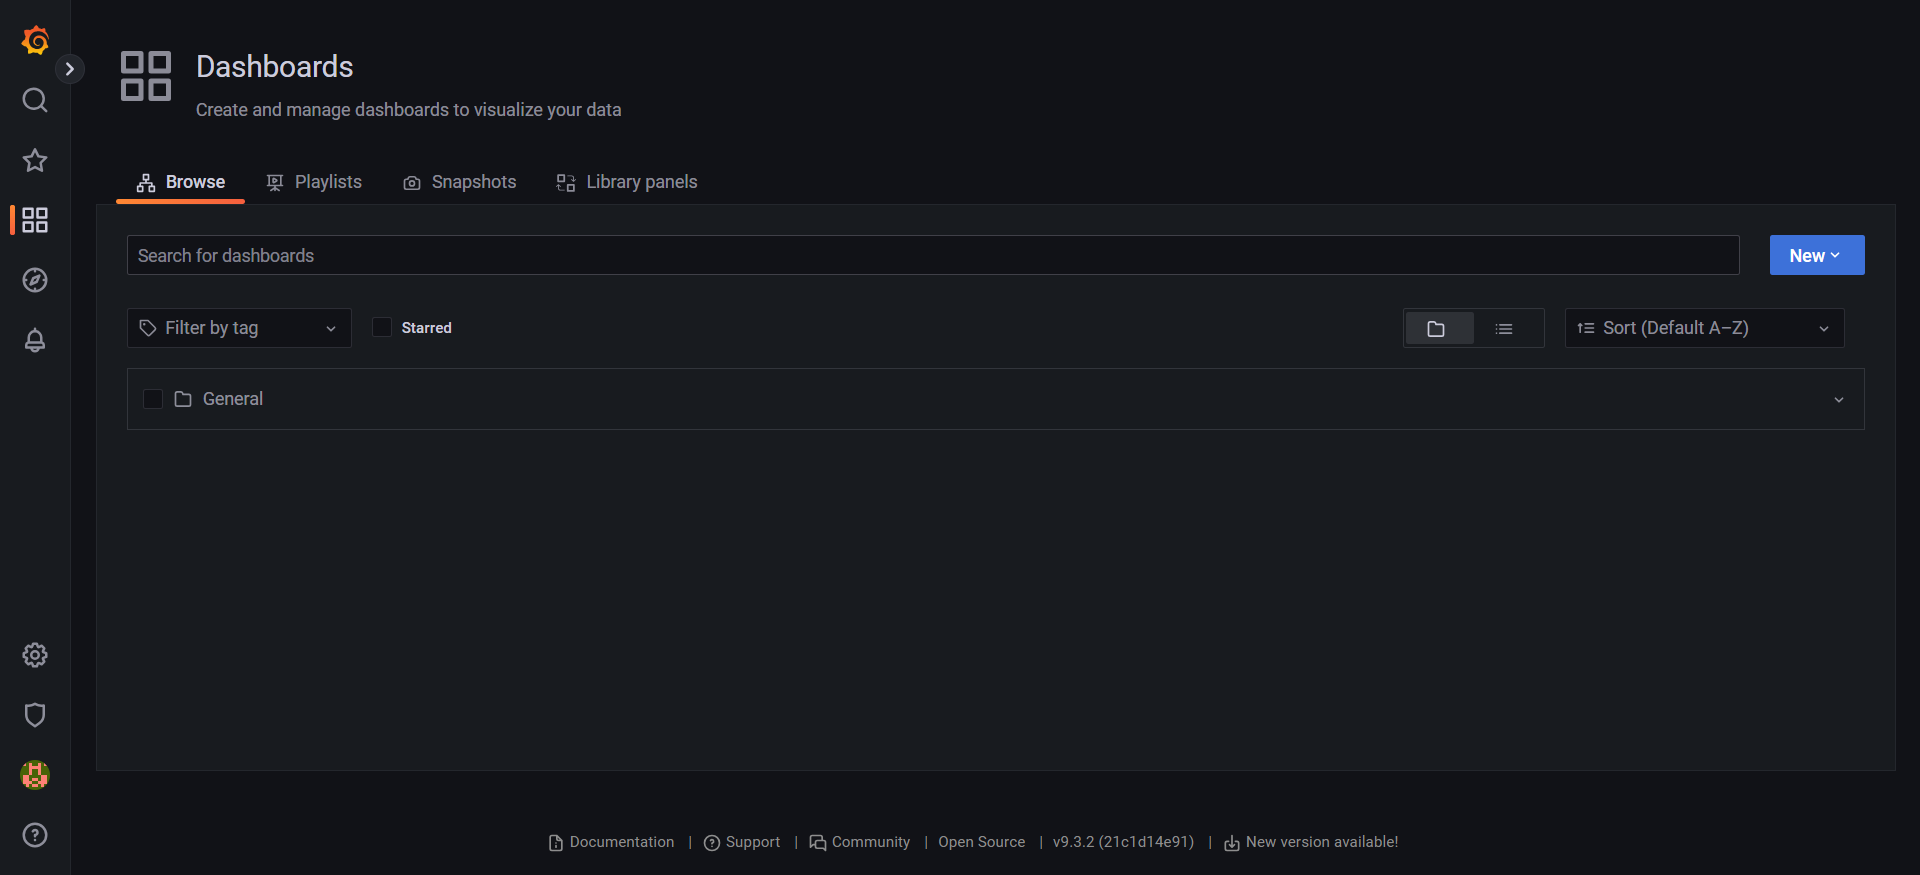 Dashboards
Create and manage dashboards to visualize your data
Browse Playlists Snapshots Library panels
Search for dashboards New
Filter by tag Starred Sort (Default A–Z)
General
Documentation | Support | Community | Open Source | v9.3.2 (21c1d14e91) | New version available!